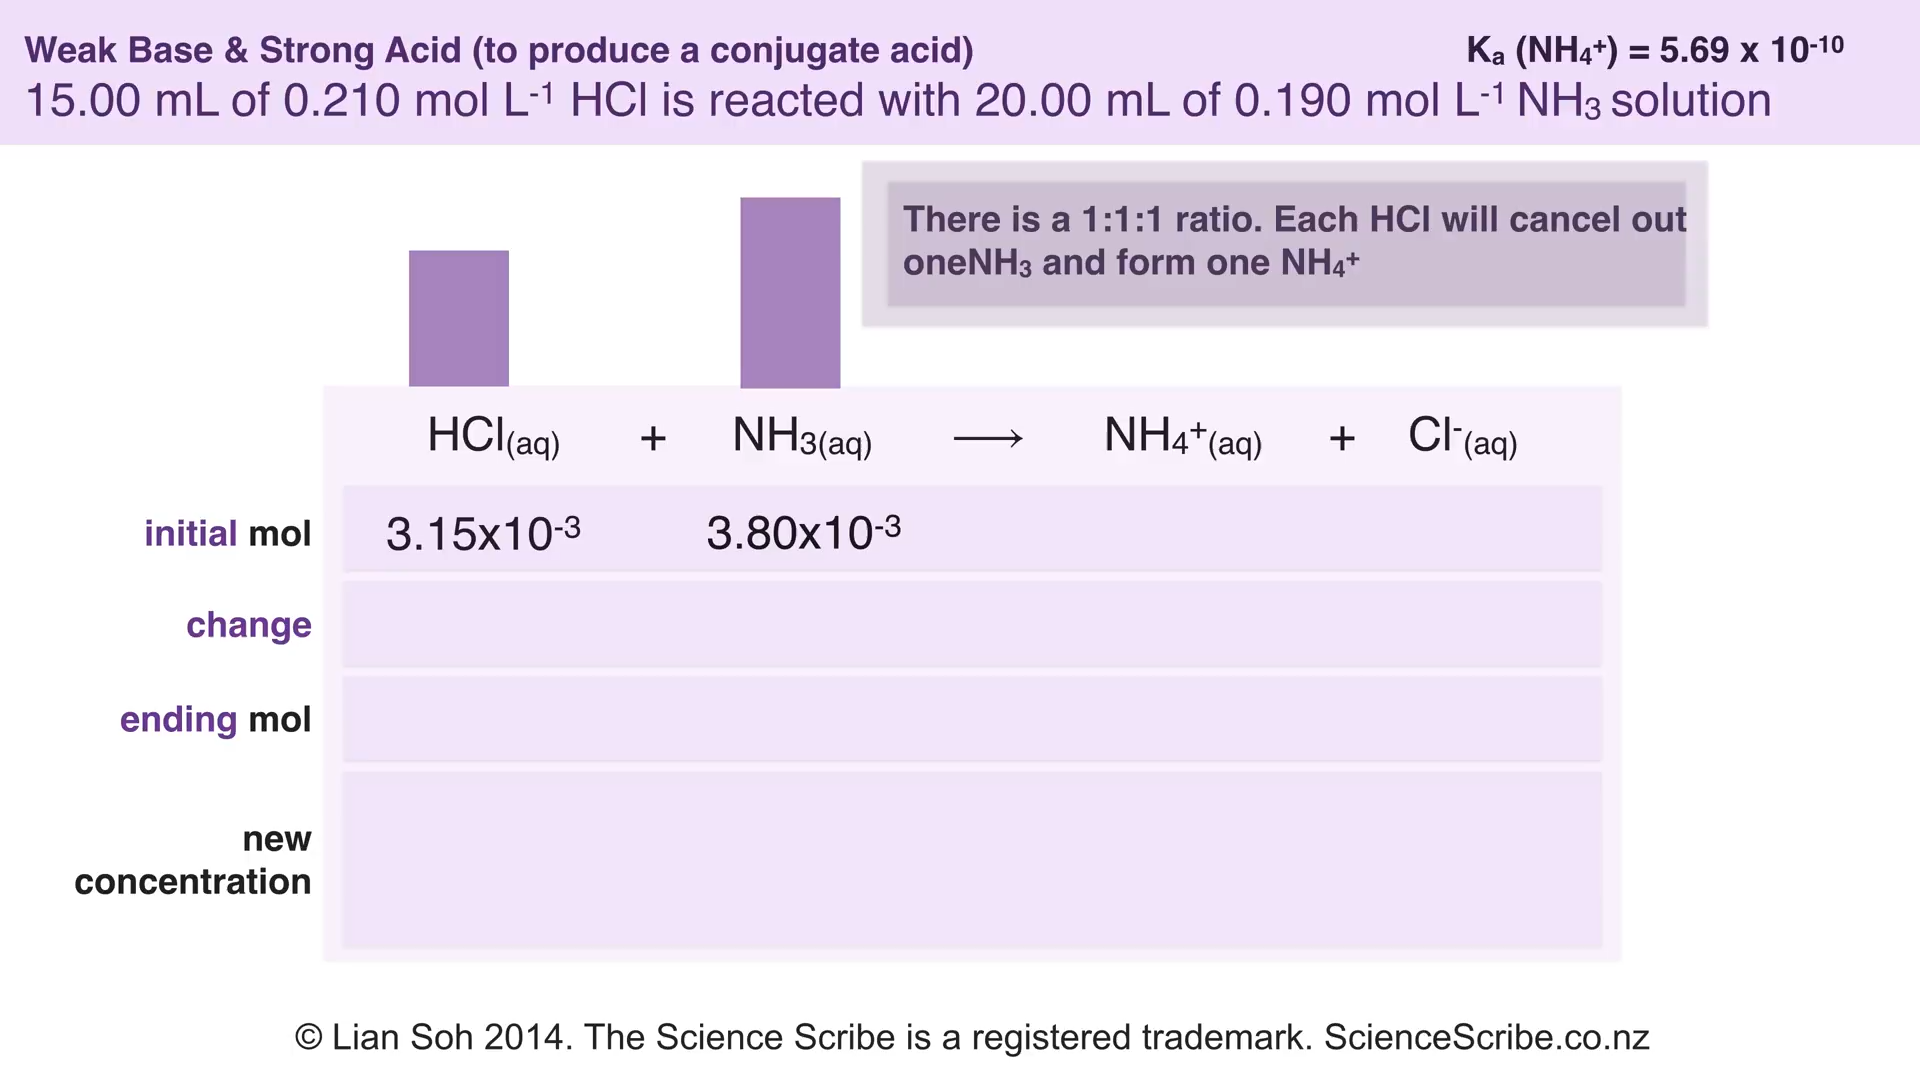 Weak Base & Strong Acid (to produce a conjugate acid)
Kₐ (NH₄⁺) = 5.69 x 10⁻¹⁰
15.00 mL of 0.210 mol L⁻¹ HCl is reacted with 20.00 mL of 0.190 mol L⁻¹ NH₃ solution
There is a 1:1:1 ratio. Each HCl will cancel out
oneNH₃ and form one NH₄⁺
HCl(aq) + NH₃(aq) ⟶ NH₄⁺(aq) + Cl⁻(aq)
initial mol 3.15x10⁻³ 3.80x10⁻³
change
ending mol
new
concentration
© Lian Soh 2014. The Science Scribe is a registered trademark. ScienceScribe.co.nz